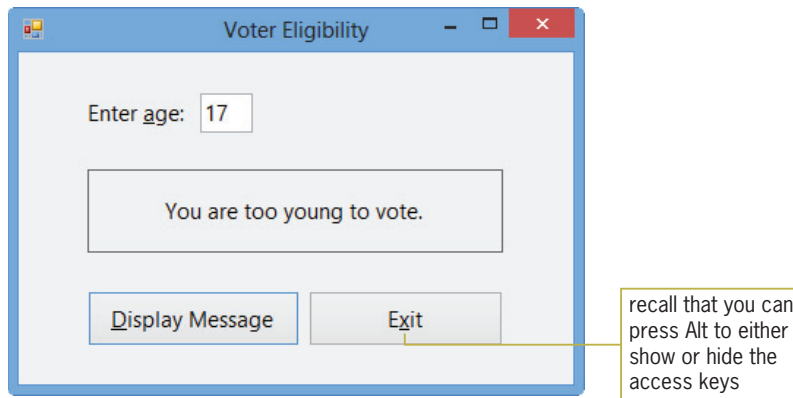 Voter Eligibility
Enter age: 17
You are too young to vote.
Display Message Exit
recall that you can
press Alt to either
show or hide the
access keys